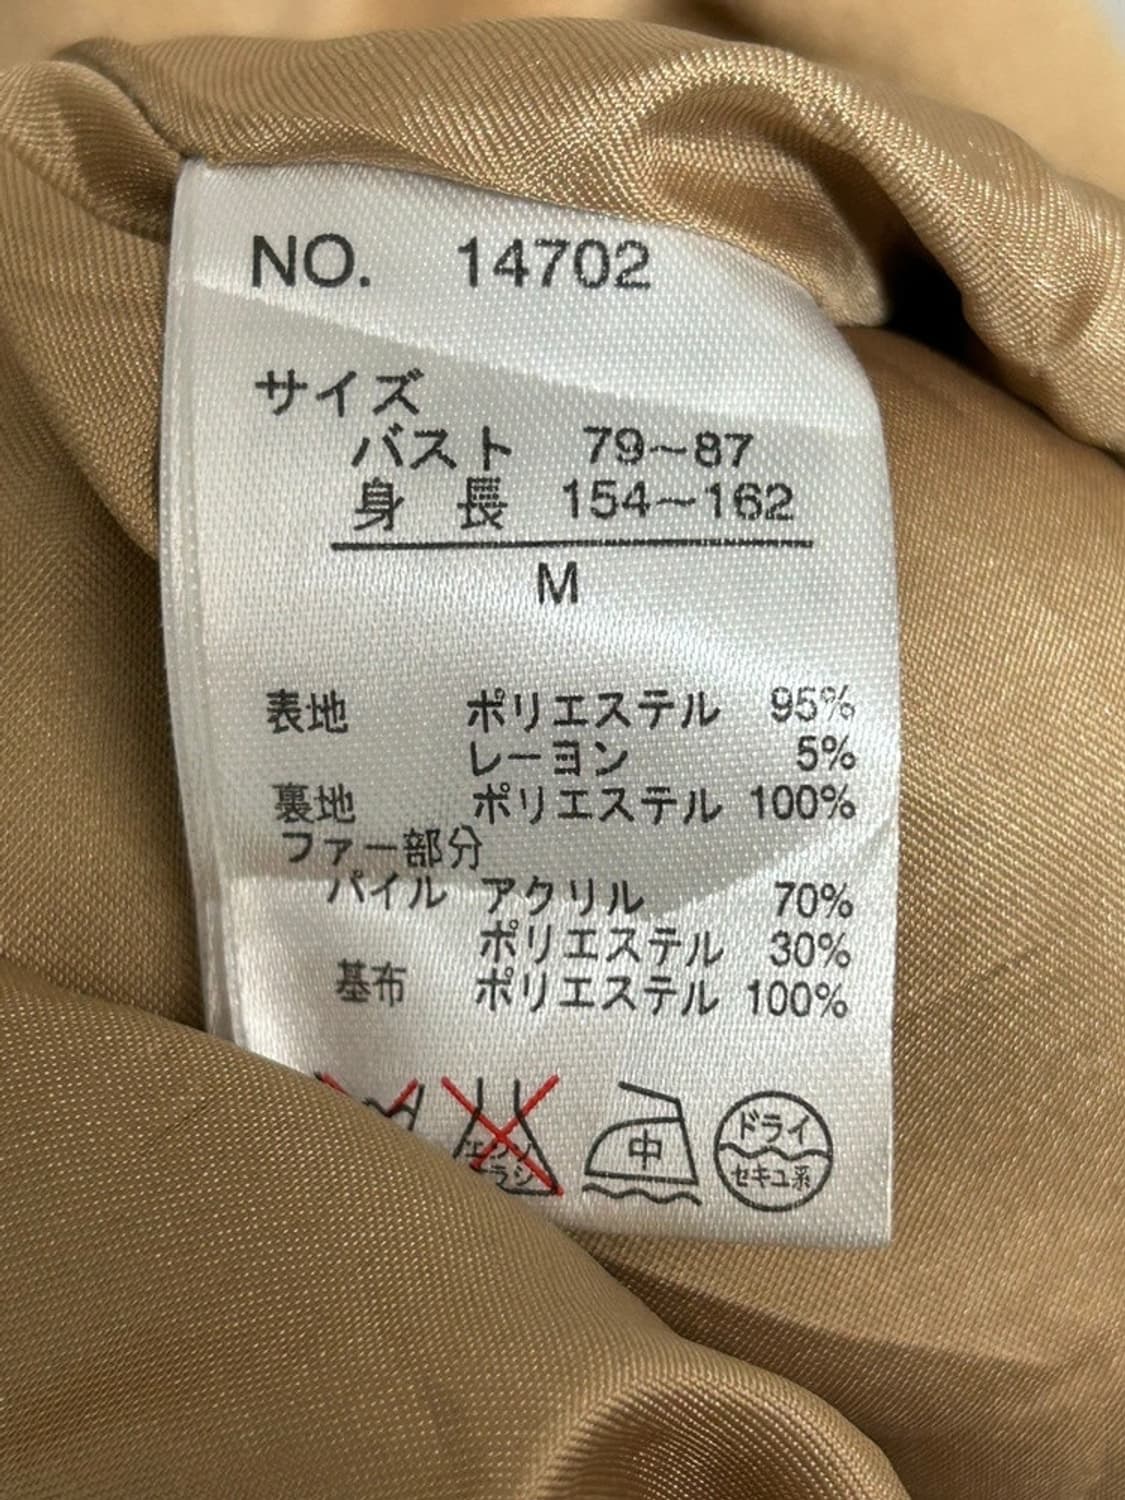 NO. 14702
サイズ
バスト 79〜87
身 長 154〜162
M
表地 ポリエステル 95%
レーヨン 5%
裏地 ポリエステル 100%
ファー部分
パイル アクリル 70%
ポリエステル 30%
基布 ポリエステル 100%
中
ドライ
セキユ系